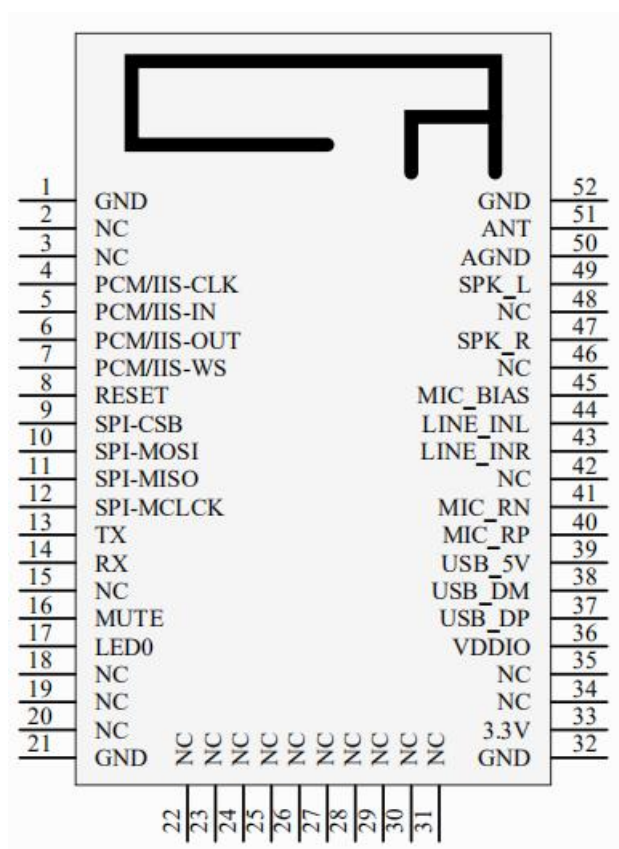 1 GND GND 52
2 NC ANT 51
3 NC AGND 50
4 PCM/IIS-CLK SPK_L 49
5 PCM/IIS-IN NC 48
6 PCM/IIS-OUT SPK_R 47
7 PCM/IIS-WS NC 46
8 RESET MIC_BIAS 45
9 SPI-CSB LINE_INL 44
10 SPI-MOSI LINE_INR 43
11 SPI-MISO NC 42
12 SPI-MCLCK MIC_RN 41
13 TX MIC_RP 40
14 RX USB_5V 39
15 NC USB_DM 38
16 MUTE USB_DP 37
17 LED0 VDDIO 36
18 NC NC 35
19 NC NC 34
20 NC 3.3V 33
21 GND GND 32
NC NC NC NC NC NC NC NC NC NC
22 23 24 25 26 27 28 29 30 31